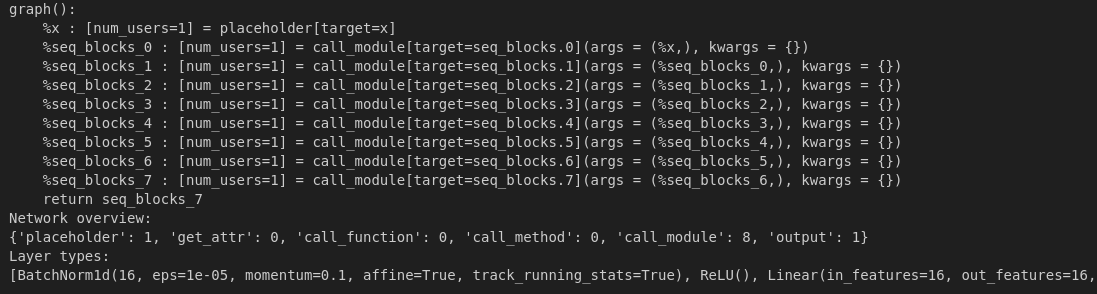 graph():
    %x : [num_users=1] = placeholder[target=x]
    %seq_blocks_0 : [num_users=1] = call_module[target=seq_blocks.0](args = (%x,), kwargs = {})
    %seq_blocks_1 : [num_users=1] = call_module[target=seq_blocks.1](args = (%seq_blocks_0,), kwargs = {})
    %seq_blocks_2 : [num_users=1] = call_module[target=seq_blocks.2](args = (%seq_blocks_1,), kwargs = {})
    %seq_blocks_3 : [num_users=1] = call_module[target=seq_blocks.3](args = (%seq_blocks_2,), kwargs = {})
    %seq_blocks_4 : [num_users=1] = call_module[target=seq_blocks.4](args = (%seq_blocks_3,), kwargs = {})
    %seq_blocks_5 : [num_users=1] = call_module[target=seq_blocks.5](args = (%seq_blocks_4,), kwargs = {})
    %seq_blocks_6 : [num_users=1] = call_module[target=seq_blocks.6](args = (%seq_blocks_5,), kwargs = {})
    %seq_blocks_7 : [num_users=1] = call_module[target=seq_blocks.7](args = (%seq_blocks_6,), kwargs = {})
    return seq_blocks_7
Network overview:
{'placeholder': 1, 'get_attr': 0, 'call_function': 0, 'call_method': 0, 'call_module': 8, 'output': 1}
Layer types:
[BatchNorm1d(16, eps=1e-05, momentum=0.1, affine=True, track_running_stats=True), ReLU(), Linear(in_features=16, out_features=16,